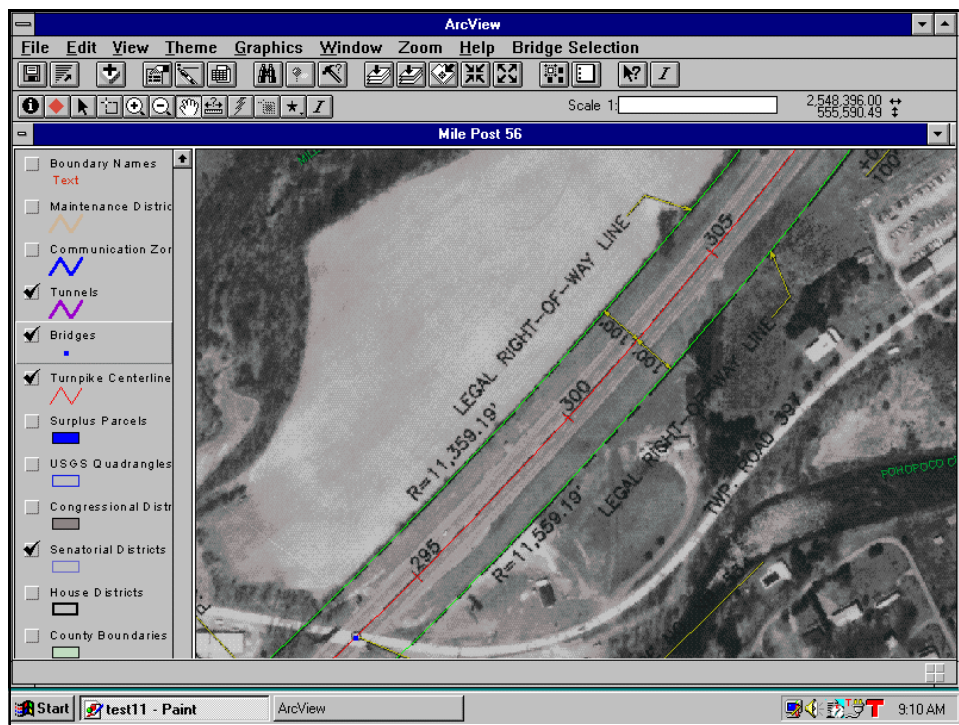 ArcView
File Edit View Theme Graphics Window Zoom Help Bridge Selection
Scale 1:
2,548,396.00
555,590.49
Mile Post 56
Boundary Names
Text
Maintenance Distric
Communication Zor
Tunnels
Bridges
Turnpike Centerline
Surplus Parcels
USGS Quadrangles
Congressional Distr
Senatorial Districts
House Districts
County Boundaries
LEGAL RIGHT-OF-WAY LINE
305
100'
100'
100'
300
R=11,359.19'
LEGAL RIGHT-OF-WAY LINE
TWP. ROAD 397
R=11,559.19'
POHOPOCO C
295
Start test11 - Paint ArcView 9:10 AM